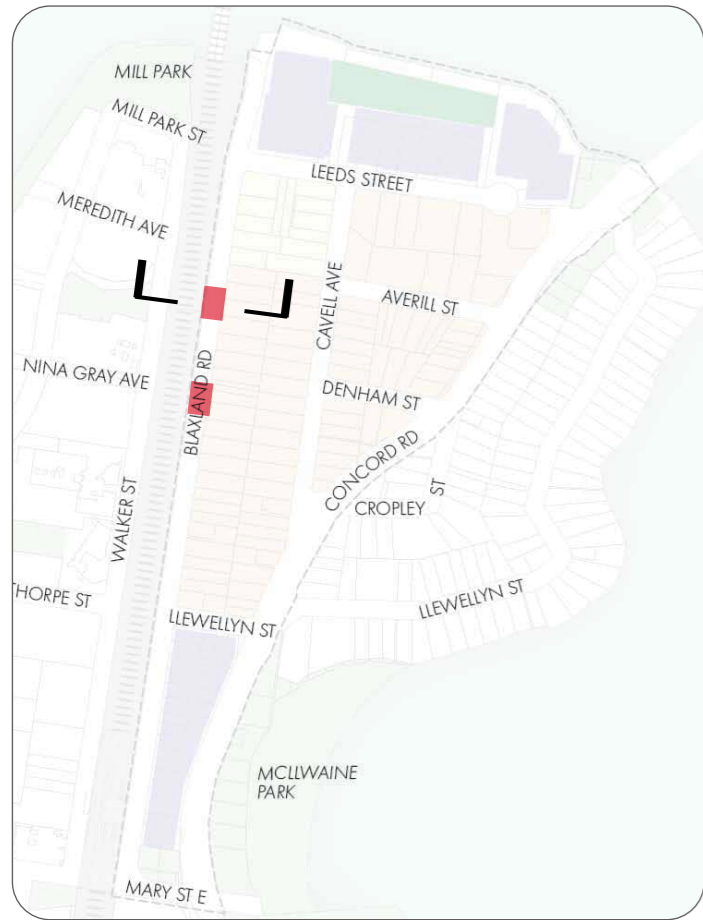 MILL PARK
MILL PARK ST
LEEDS STREET
MEREDITH AVE
CAVELL AVE
AVERILL ST
NINA GRAY AVE
BLAXLAND RD
DENHAM ST
CONCORD RD
CROPLEY
ST
WALKER ST
THORPE ST
LLEWELLYN ST
LLEWELLYN ST
MCLLWAINE
PARK
MARY ST E